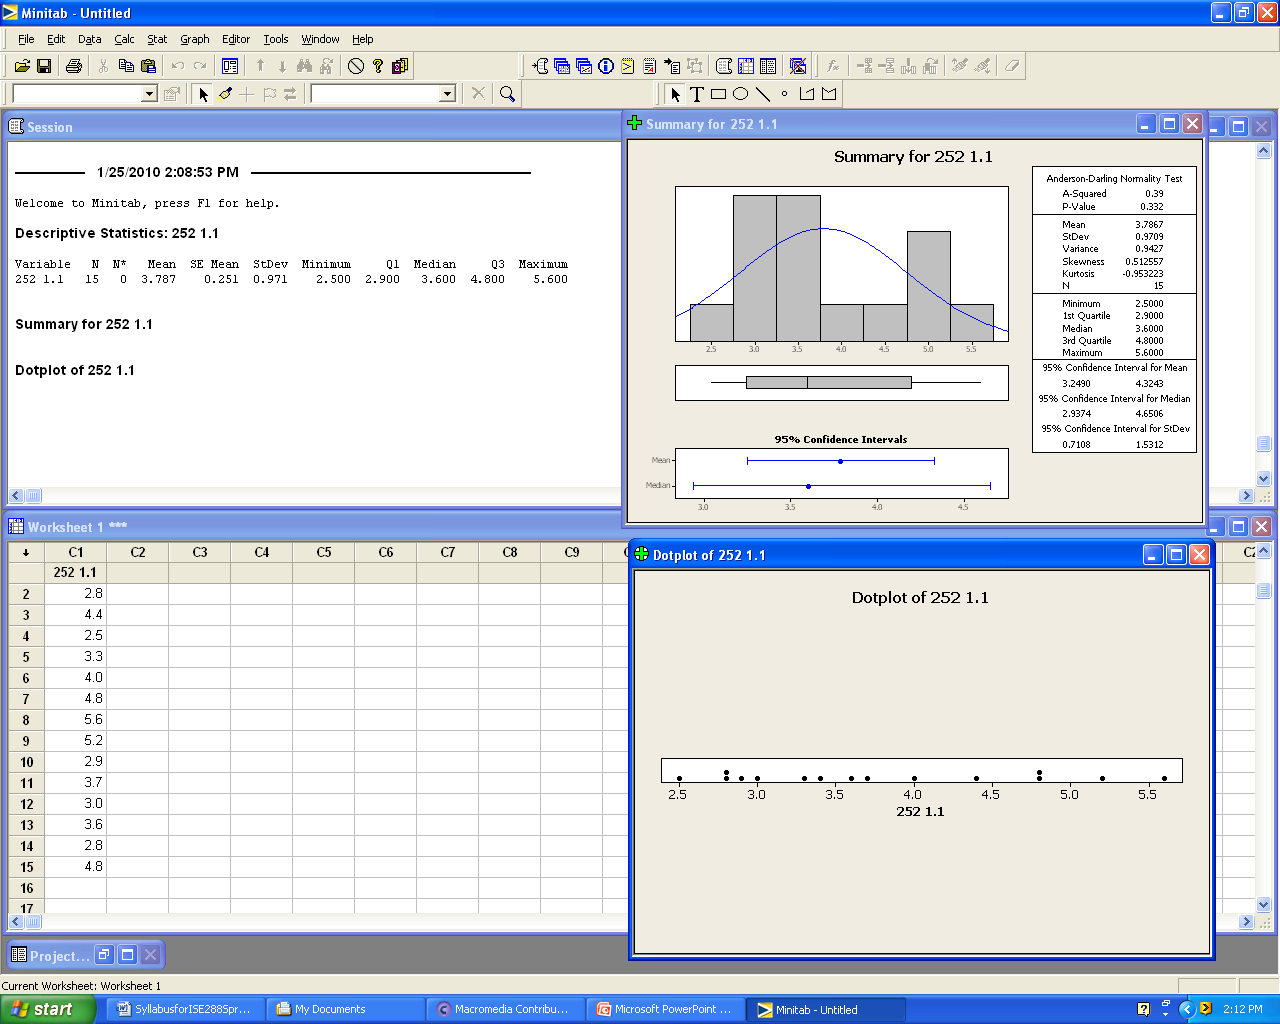 Minitab - Untitled
File Edit Data Calc Stat Graph Editor Tools Window Help
Session
1/25/2010 2:08:53 PM
Welcome to Minitab, press F1 for help.
Descriptive Statistics: 252 1.1
Variable N N* Mean SE Mean StDev Minimum Q1 Median Q3 Maximum
252 1.1 15 0 3.787 0.251 0.971 2.500 2.900 3.600 4.800 5.600
Summary for 252 1.1
Dotplot of 252 1.1
Summary for 252 1.1
Summary for 252 1.1
2.5 3.0 3.5 4.0 4.5 5.0 5.5
95% Confidence Intervals
Mean
Median
3.0 3.5 4.0 4.5
Anderson-Darling Normality Test
A-Squared 0.39
P-Value 0.332
Mean 3.7867
StDev 0.9709
Variance 0.9427
Skewness 0.512557
Kurtosis -0.953223
N 15
Minimum 2.5000
1st Quartile 2.9000
Median 3.6000
3rd Quartile 4.8000
Maximum 5.6000
95% Confidence Interval for Mean
3.2490 4.3243
95% Confidence Interval for Median
2.9374 4.6506
95% Confidence Interval for StDev
0.7108 1.5312
Worksheet 1 ***
C1 C2 C3 C4 C5 C6 C7 C8 C9
252 1.1
2 2.8
3 4.4
4 2.5
5 3.3
6 4.0
7 4.8
8 5.6
9 5.2
10 2.9
11 3.7
12 3.0
13 3.6
14 2.8
15 4.8
16
17
Dotplot of 252 1.1
Dotplot of 252 1.1
2.5 3.0 3.5 4.0 4.5 5.0 5.5
252 1.1
Project...
Current Worksheet: Worksheet 1
start SyllabusforISE288Spr... My Documents Macromedia Contribu... Microsoft PowerPoint ... Minitab - Untitled 2:12 PM